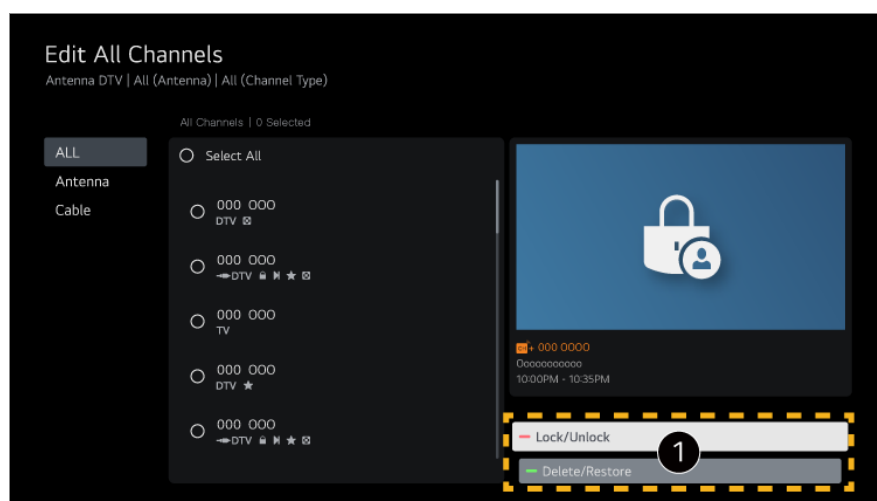 Edit All Channels
Antenna DTV | All (Antenna) | All (Channel Type)
All Channels | 0 Selected
ALL
Antenna
Cable
Select All
000 000
DTV
000 000
DTV
000 000
TV
000 000
DTV
000 000
DTV
CH+ 000 0000
Ooooooooooo
10:00PM - 10:35PM
Lock/Unlock
1
Delete/Restore